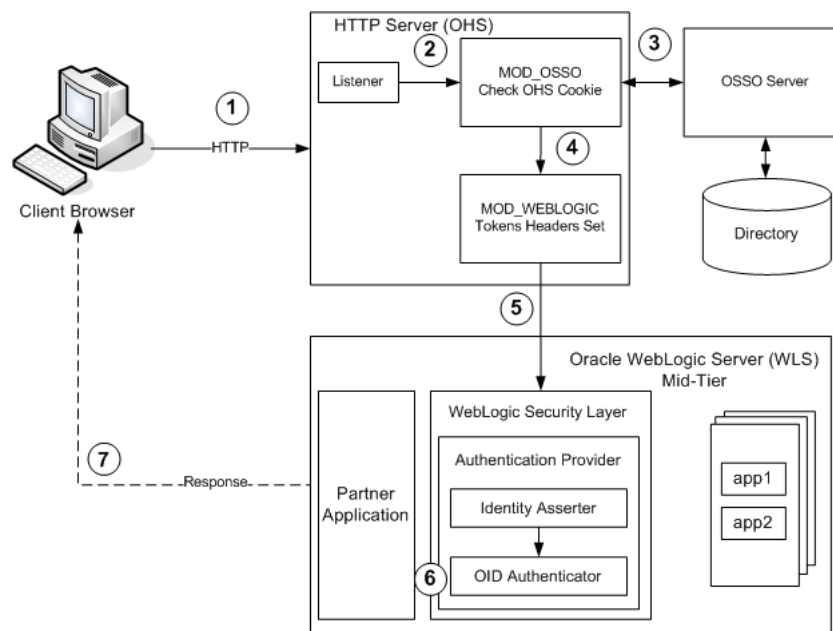 HTTP Server (OHS)
1
HTTP
Client Browser
Listener
2
MOD_OSSO
Check OHS Cookie
3
OSSO Server
4
MOD_WEBLOGIC
Tokens Headers Set
Directory
5
Oracle WebLogic Server (WLS)
Mid-Tier
Partner
Application
WebLogic Security Layer
Authentication Provider
Identity Asserter
6
OID Authenticator
app1
app2
7
Response